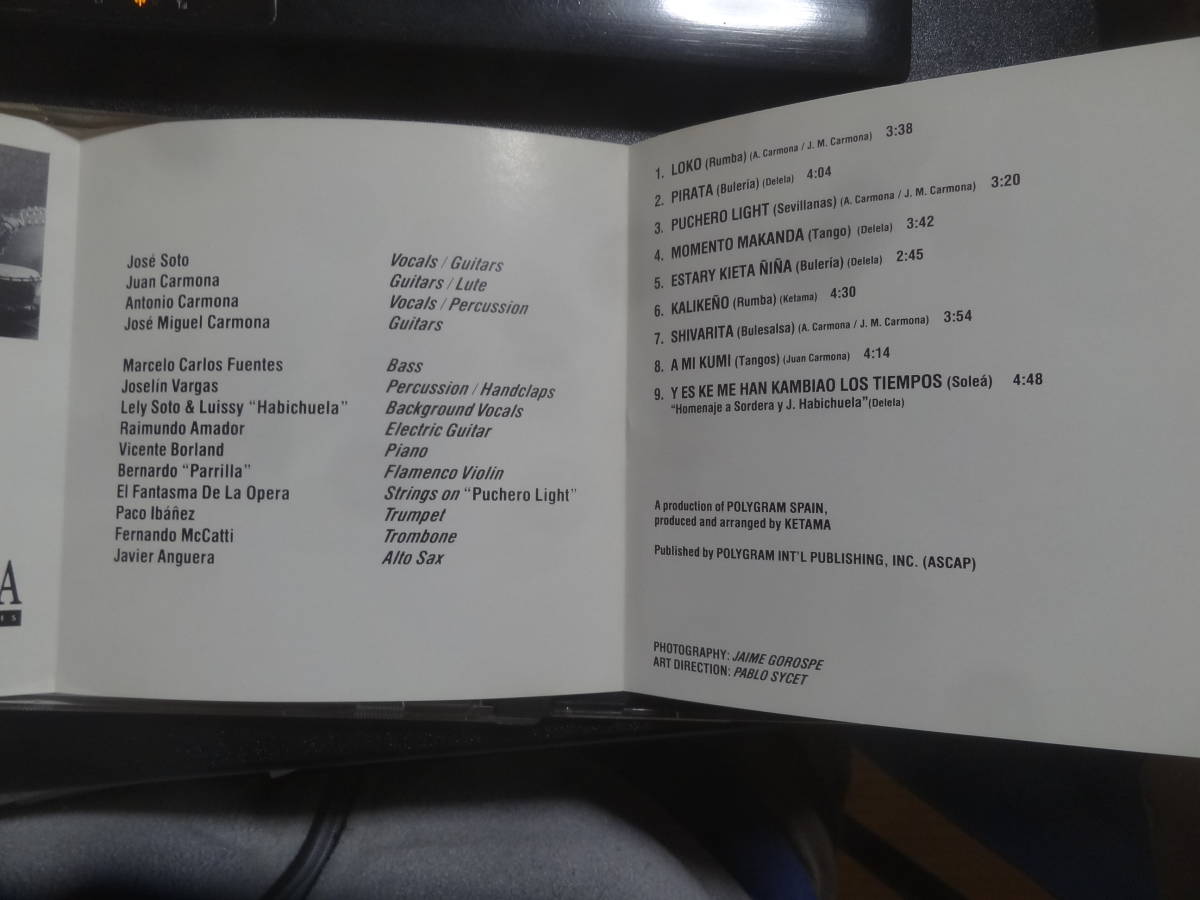 José Soto Vocals / Guitars
Juan Carmona Guitars / Lute
Antonio Carmona Vocals / Percussion
José Miguel Carmona Guitars
Marcelo Carlos Fuentes Bass
Joselín Vargas Percussion / Handclaps
Lely Soto & Luissy "Habichuela" Background Vocals
Raimundo Amador Electric Guitar
Vicente Borland Piano
Bernardo "Parrilla" Flamenco Violin
El Fantasma De La Opera Strings on "Puchero Light"
Paco Ibáñez Trumpet
Fernando McCatti Trombone
Javier Anguera Alto Sax
1. LOKO (Rumba) (A. Carmona / J. M. Carmona) 3:38
2. PIRATA (Bulería) (Delela) 4:04
3. PUCHERO LIGHT (Sevillanas) (A. Carmona / J. M. Carmona) 3:20
4. MOMENTO MAKANDA (Tango) (Delela) 3:42
5. ESTARY KIETA ÑIÑA (Bulería) (Delela) 2:45
6. KALIKEÑO (Rumba) (Ketama) 4:30
7. SHIVARITA (Bulesalsa) (A. Carmona / J. M. Carmona) 3:54
8. A MI KUMI (Tangos) (Juan Carmona) 4:14
9. Y ES KE ME HAN KAMBIAO LOS TIEMPOS (Soleá) 4:48
"Homenaje a Sordera y J. Habichuela" (Delela)
A production of POLYGRAM SPAIN,
produced and arranged by KETAMA
Published by POLYGRAM INT'L PUBLISHING, INC. (ASCAP)
PHOTOGRAPHY: JAIME GOROSPE
ART DIRECTION: PABLO SYCET